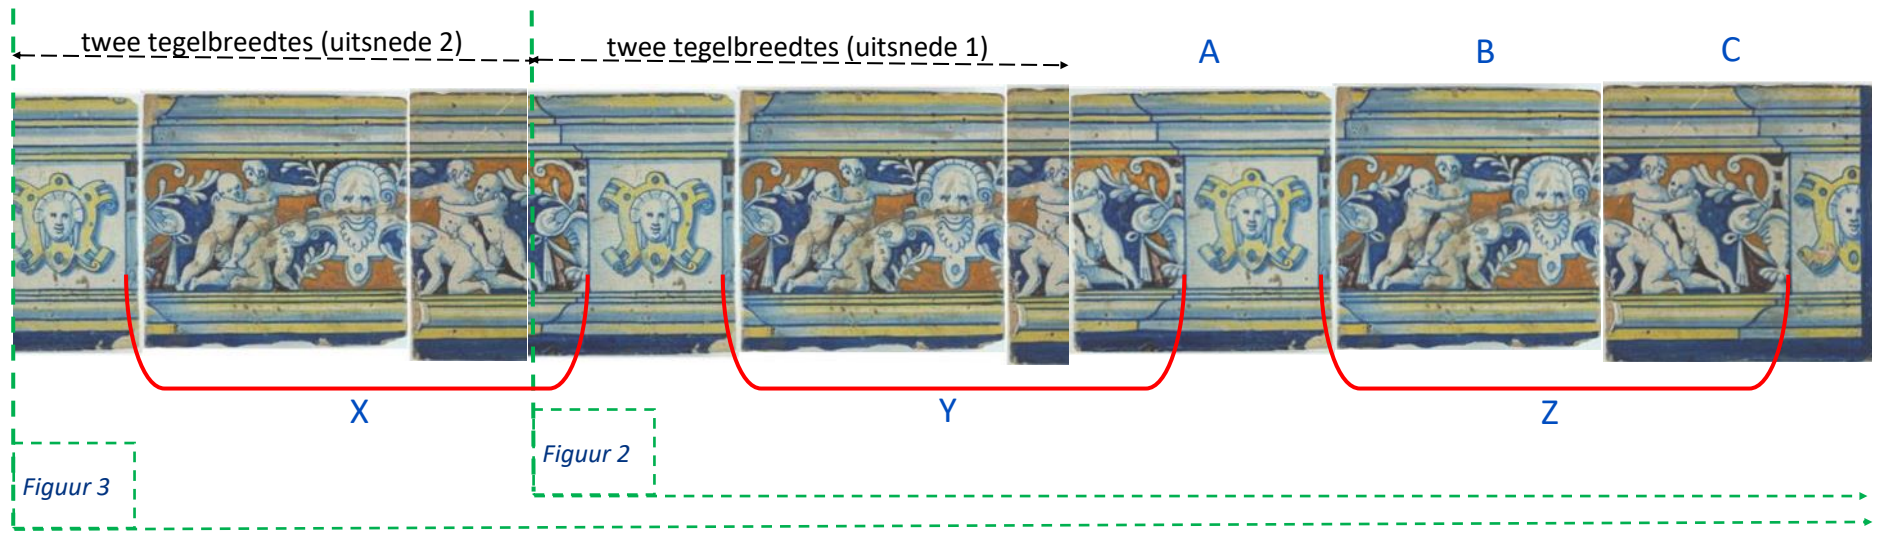 twee tegelbreedtes (uitsnede 2)
twee tegelbreedtes (uitsnede 1)
A
B
C
X
Y
Z
Figuur 2
Figuur 3